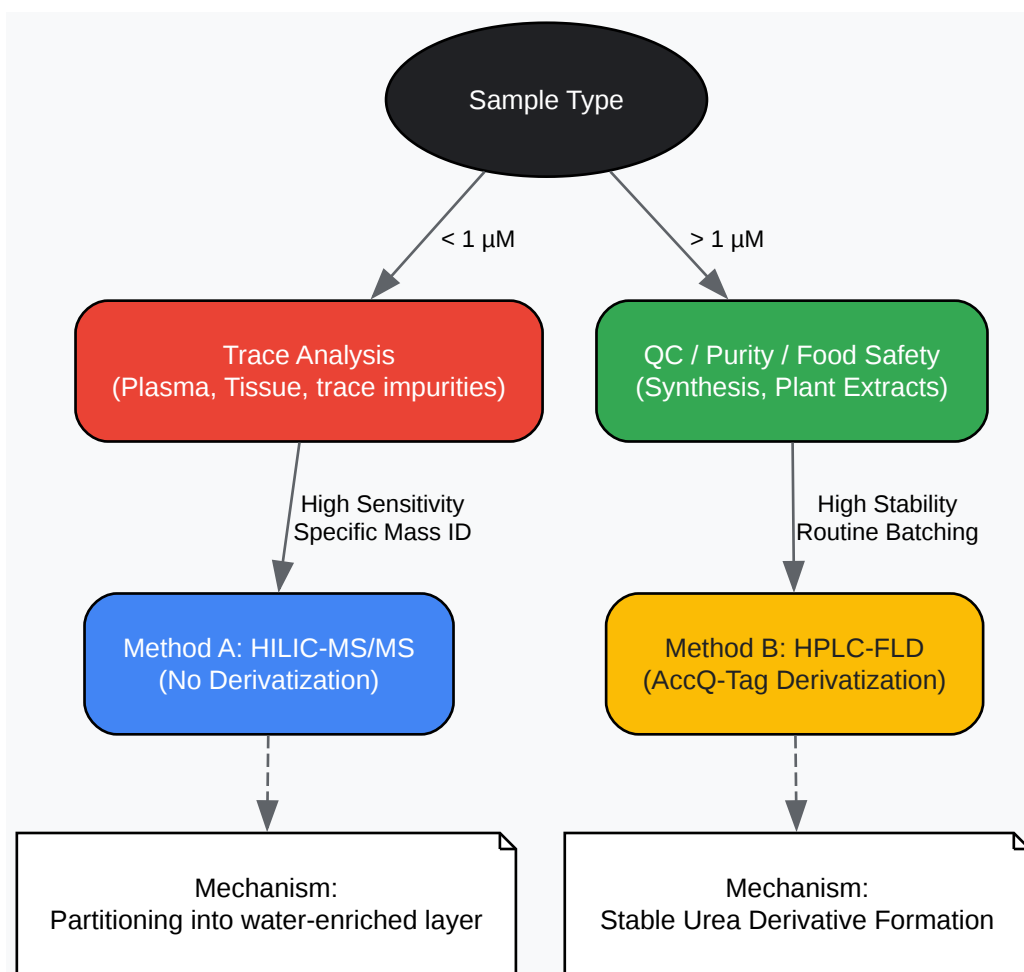 Sample Type
< 1 µM
> 1 µM
Trace Analysis
(Plasma, Tissue, trace impurities)
QC / Purity / Food Safety
(Synthesis, Plant Extracts)
High Sensitivity
Specific Mass ID
High Stability
Routine Batching
Method A: HILIC-MS/MS
(No Derivatization)
Method B: HPLC-FLD
(AccQ-Tag Derivatization)
Mechanism:
Partitioning into water-enriched layer
Mechanism:
Stable Urea Derivative Formation